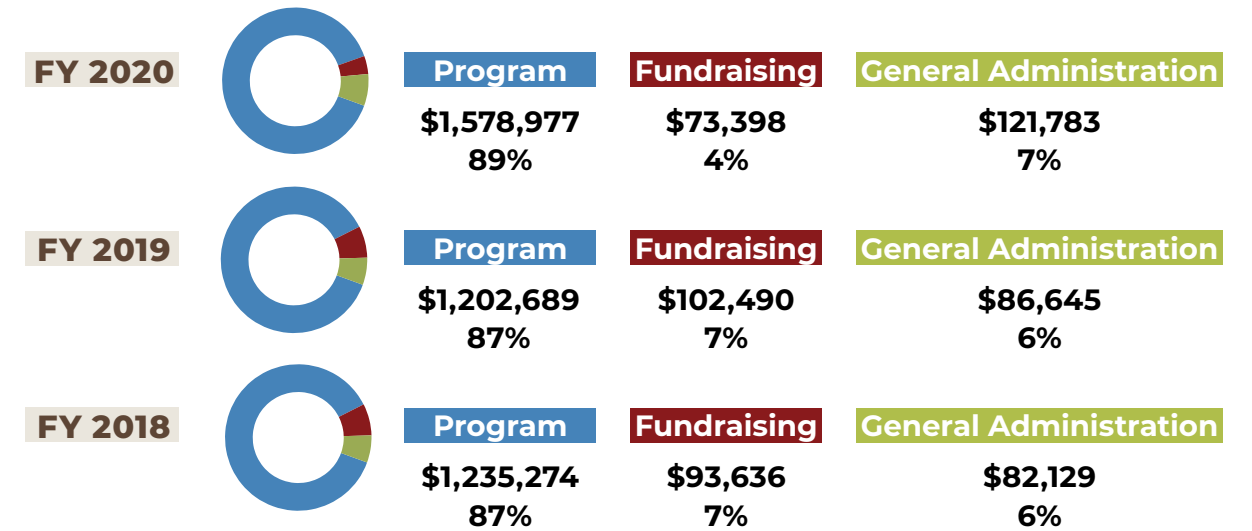 FY 2020
Program Fundraising General Administration
$1,578,977 $73,398 $121,783
89% 4% 7%
FY 2019
Program Fundraising General Administration
$1,202,689 $102,490 $86,645
87% 7% 6%
FY 2018
Program Fundraising General Administration
$1,235,274 $93,636 $82,129
87% 7% 6%